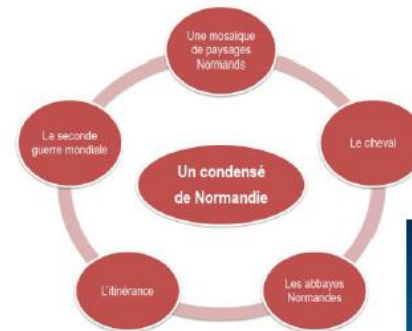 Une mosaïque
de paysages
Normands
La seconde
guerre mondiale
Le cheval
Un condensé
de Normandie
L'itinérance
Les abbayes
Normandes